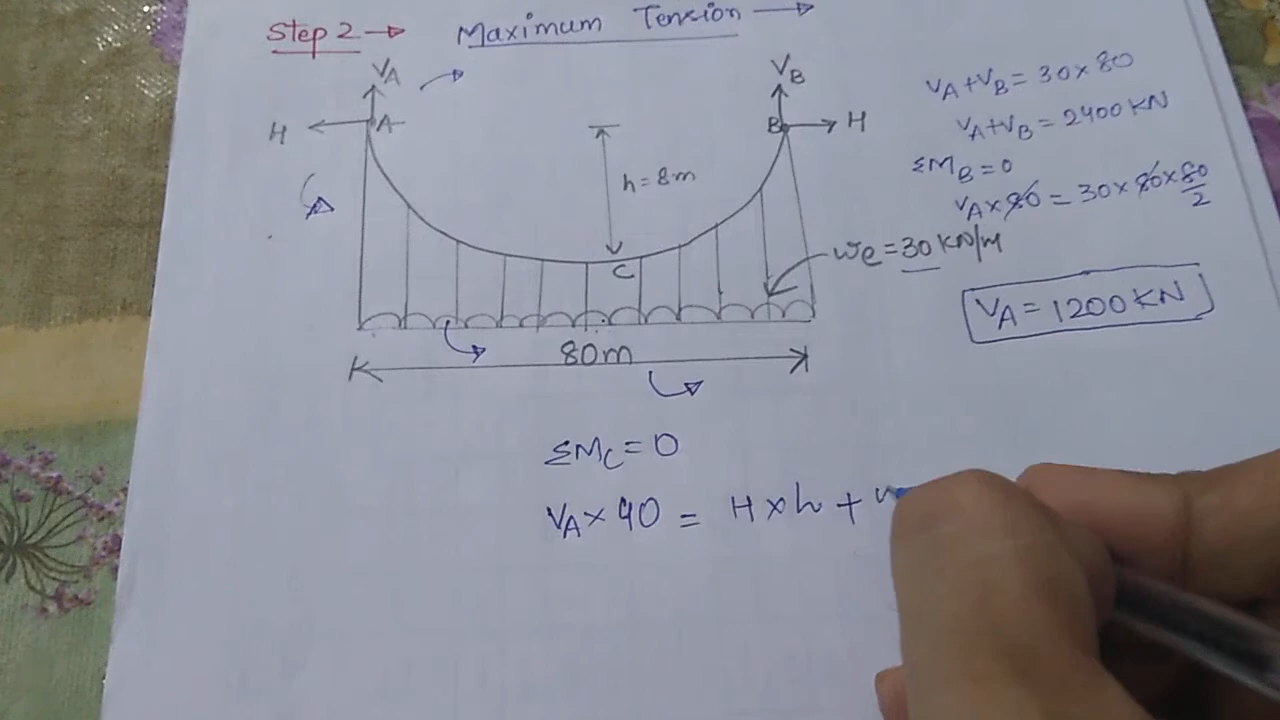 Step 2 → Maximum Tension →
VA
VB
H
A
B
H
h = 8m
C
we = 30 KN/m
80m
VA + VB = 30 × 80
VA + VB = 2400 KN
ΣMB = 0
VA × 80 = 30 × 80 × 80/2
VA = 1200 KN
ΣMC = 0
VA × 40 = H × h +